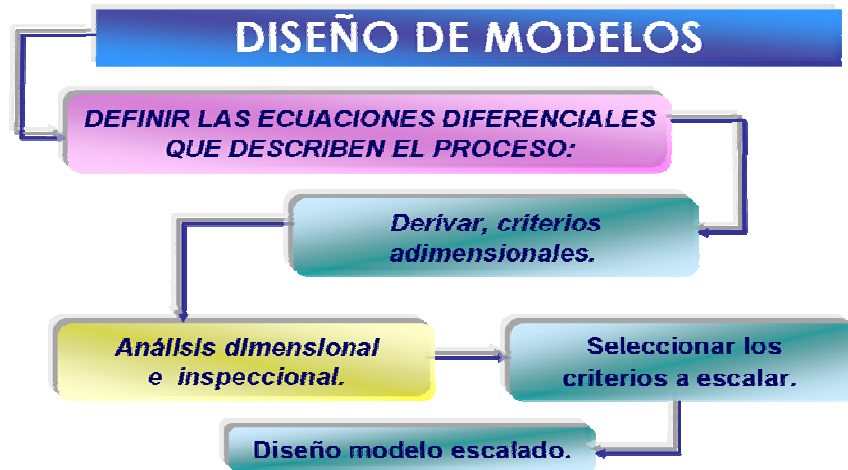 DISEÑO DE MODELOS
DEFINIR LAS ECUACIONES DIFERENCIALES
QUE DESCRIBEN EL PROCESO:
Derivar, criterios
adimensionales.
Análisis dimensional
e inspeccional.
Seleccionar los
criterios a escalar.
Diseño modelo escalado.